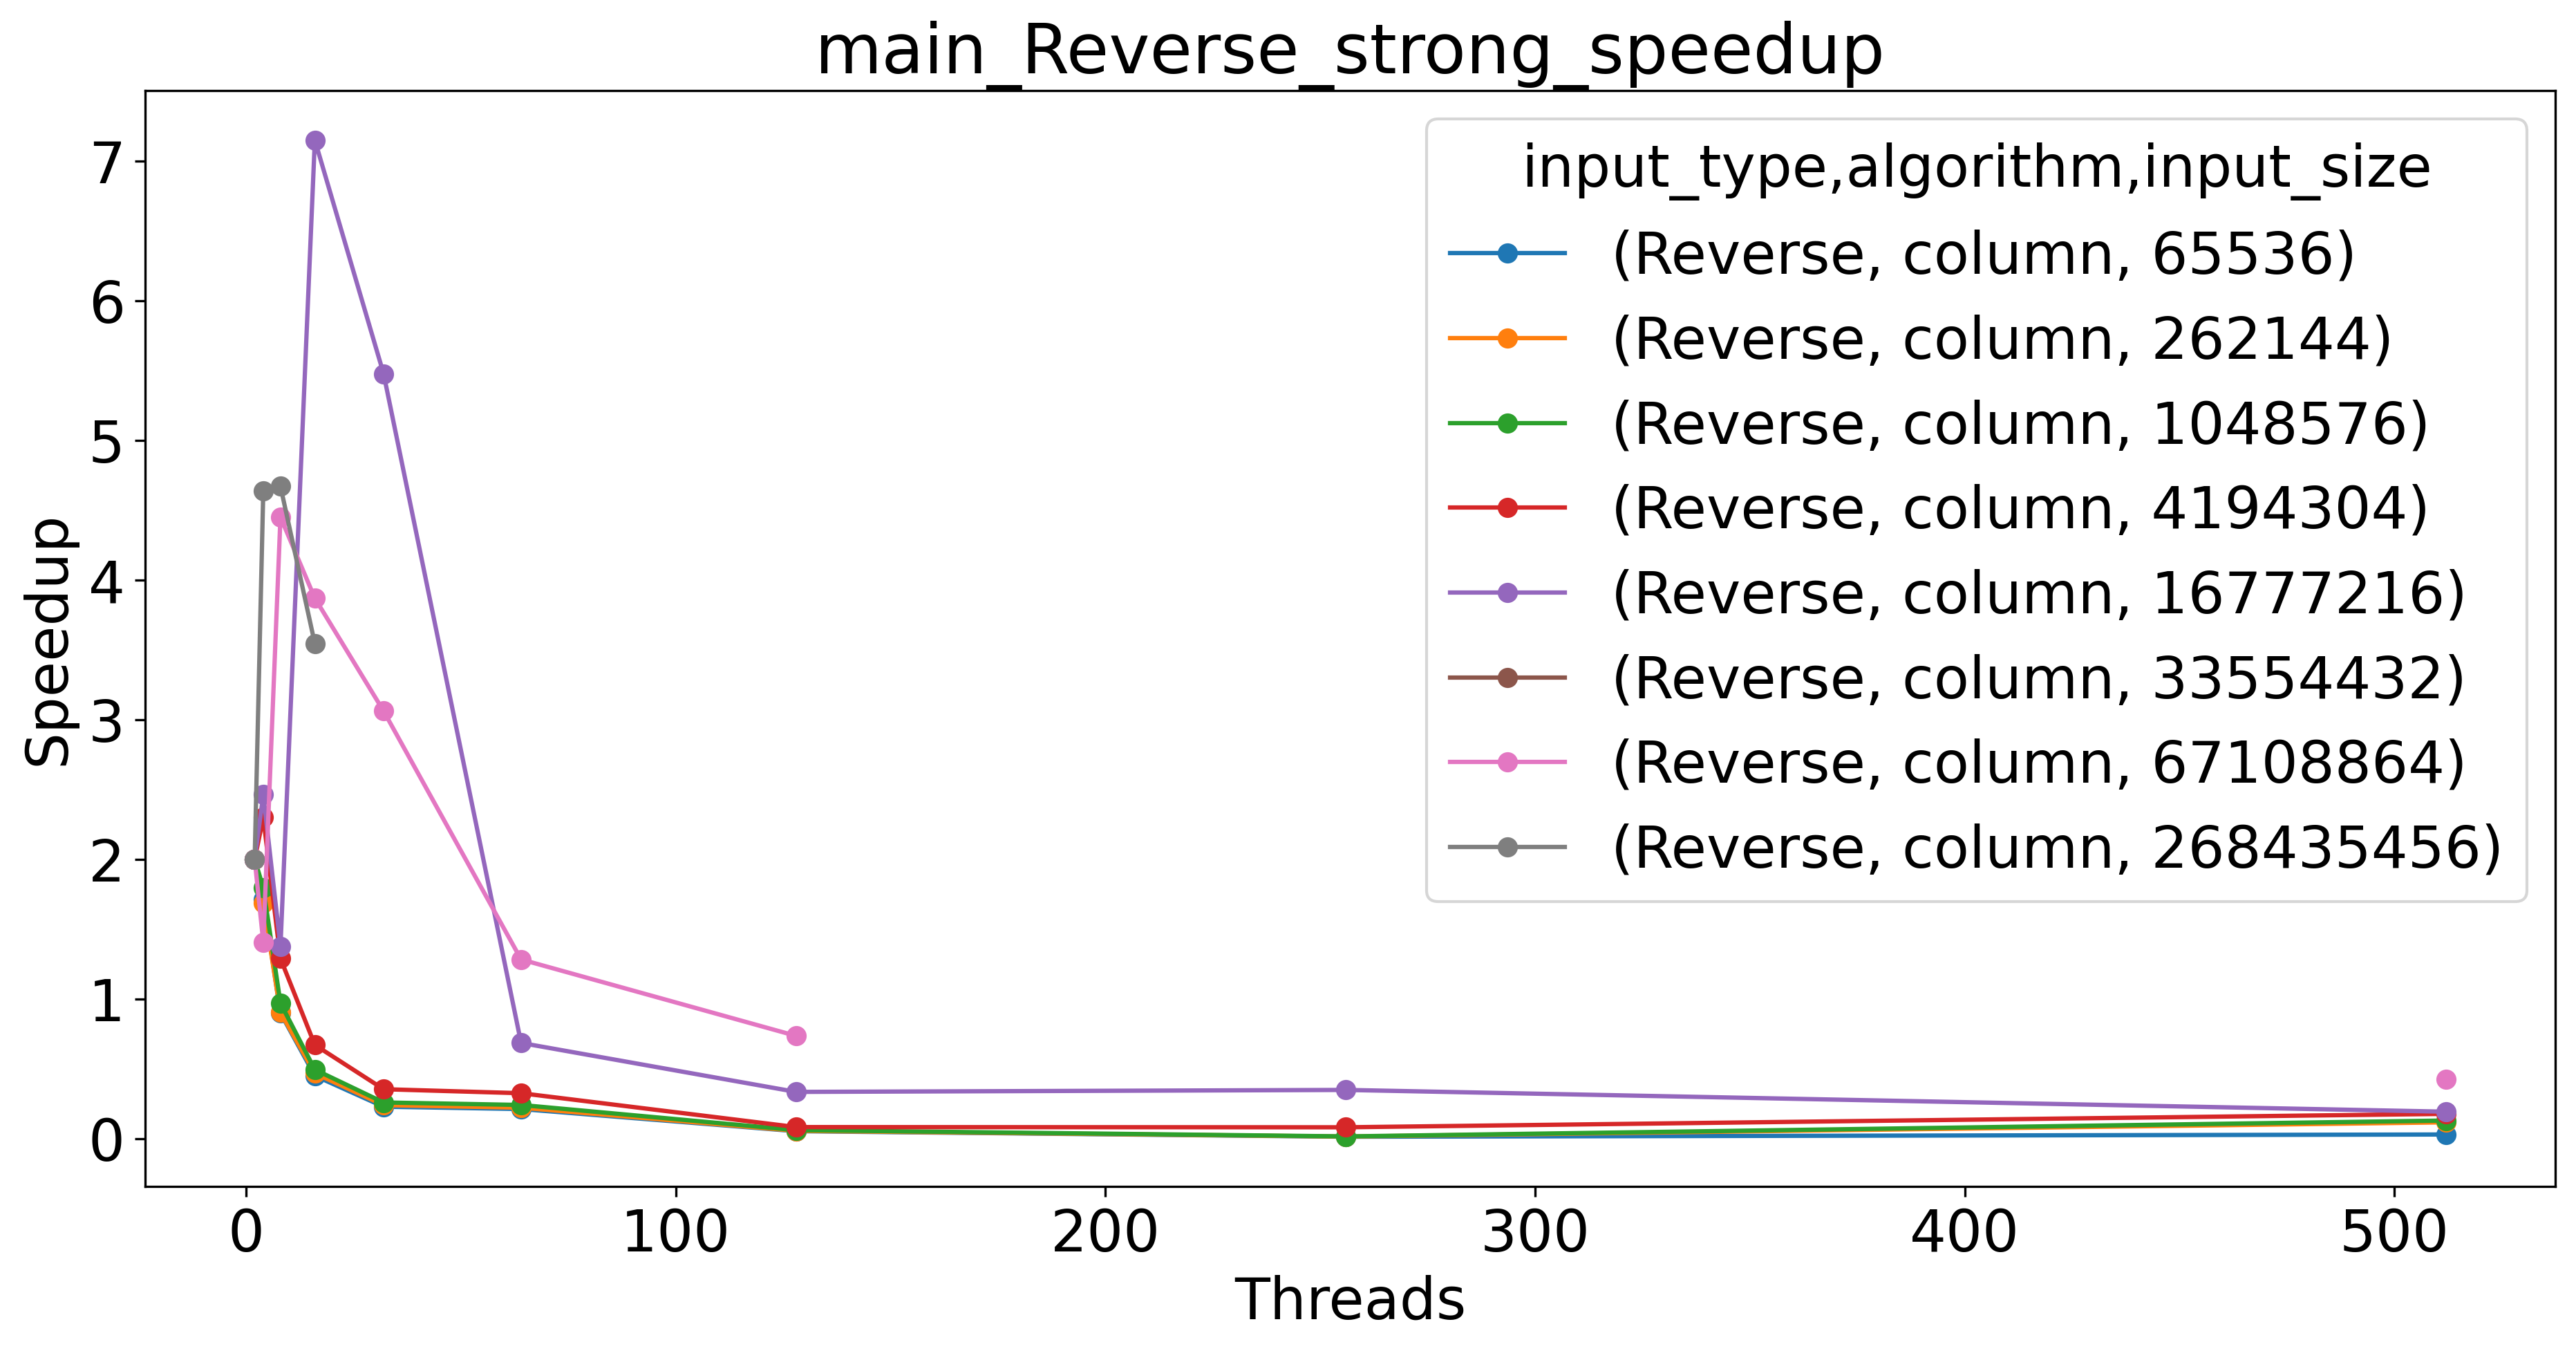 main_Reverse_strong_speedup
7
6
5
4
3
2
1
0
Speedup
input_type,algorithm,input_size
(Reverse, column, 65536)
(Reverse, column, 262144)
(Reverse, column, 1048576)
(Reverse, column, 4194304)
(Reverse, column, 16777216)
(Reverse, column, 33554432)
(Reverse, column, 67108864)
(Reverse, column, 268435456)
0 100 200 300 400 500
Threads